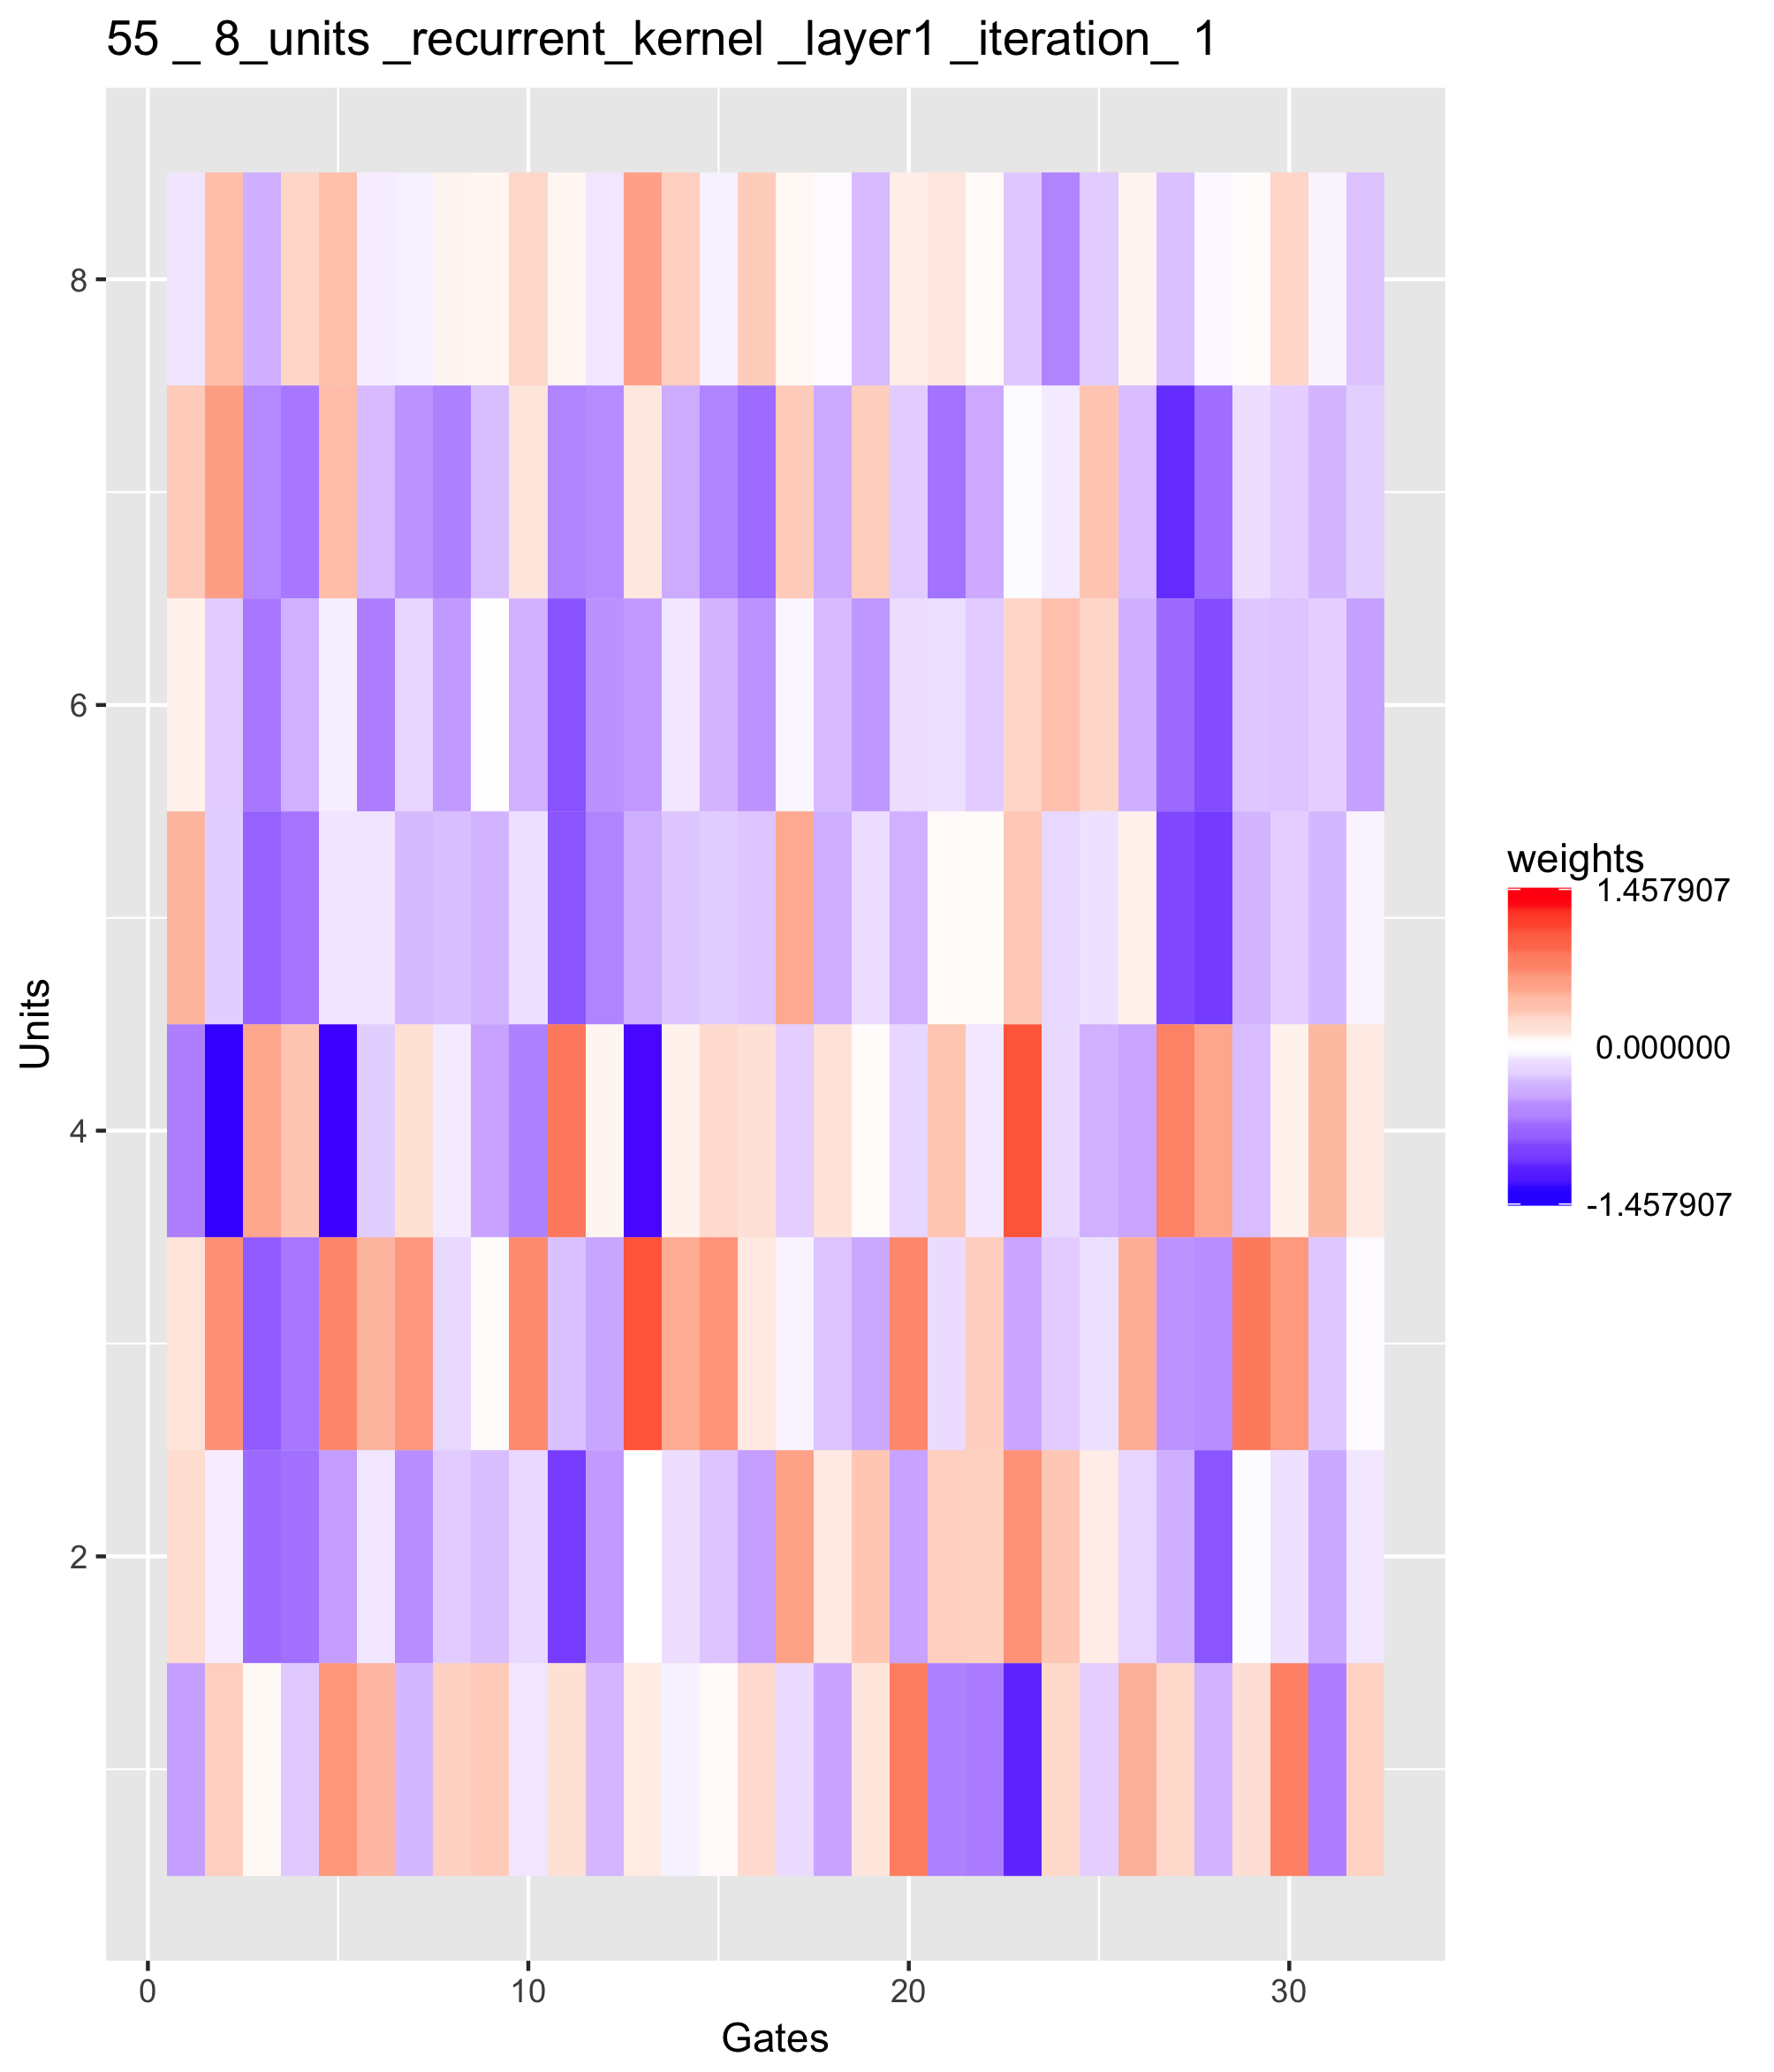 55 _ 8_units _recurrent_kernel _layer1 _iteration_ 1
8
6
4
2
Units
0 10 20 30
Gates
weights
1.457907
0.000000
-1.457907